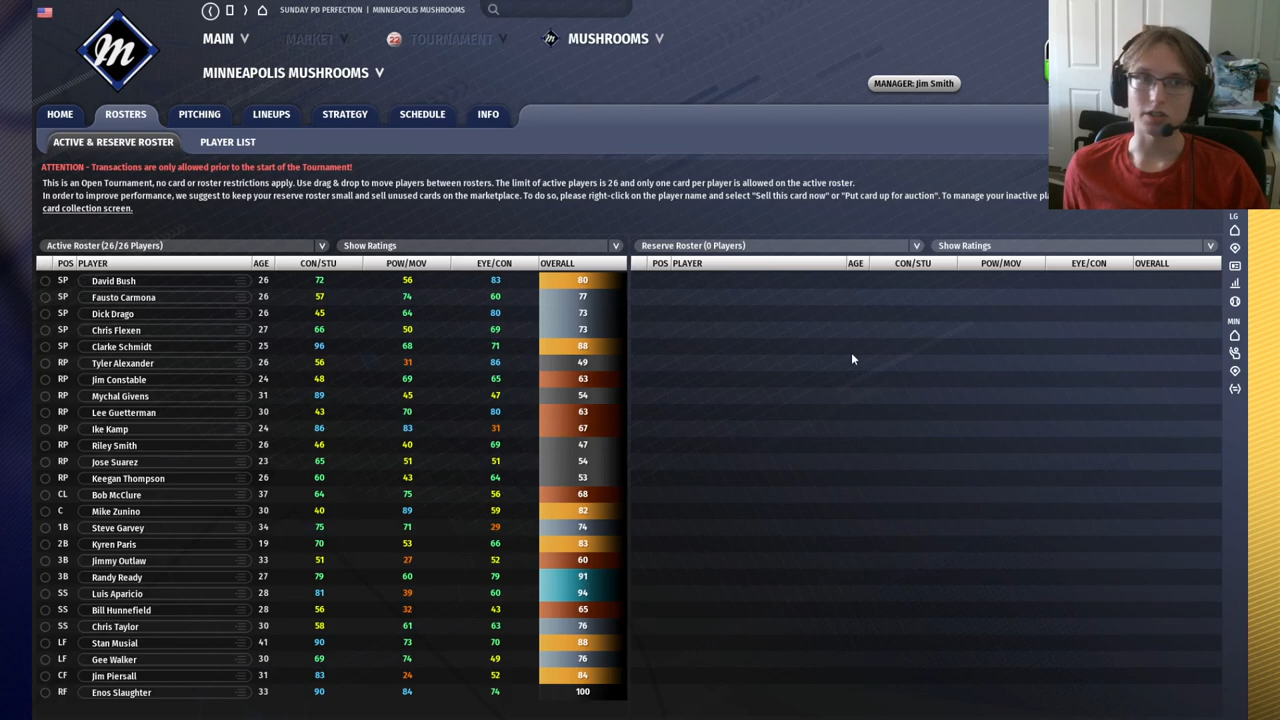 SUNDAY PD PERFECTION | MINNEAPOLIS MUSHROOMS
MAIN MARKET 22 TOURNAMENT MUSHROOMS
MINNEAPOLIS MUSHROOMS
MANAGER: Jim Smith
HOME ROSTERS PITCHING LINEUPS STRATEGY SCHEDULE INFO
ACTIVE & RESERVE ROSTER PLAYER LIST
ATTENTION - Transactions are only allowed prior to the start of the Tournament!
This is an Open Tournament, no card or roster restrictions apply. Use drag & drop to move players between rosters. The limit of active players is 26 and only one card per player is allowed on the active roster.
In order to improve performance, we suggest to keep your reserve roster small and sell unused cards on the marketplace. To do so, please right-click on the player name and select "Sell this card now" or "Put card up for auction". To manage your inactive
card collection screen.
Active Roster (26/26 Players) Show Ratings Reserve Roster (0 Players) Show Ratings
POS PLAYER AGE CON/STU POW/MOV EYE/CON OVERALL POS PLAYER AGE CON/STU POW/MOV EYE/CON OVERALL
SP David Bush 26 72 56 83 80
SP Fausto Carmona 26 57 74 60 77
SP Dick Drago 26 45 64 80 73
SP Chris Flexen 27 66 50 69 73
SP Clarke Schmidt 25 96 68 71 88
RP Tyler Alexander 26 56 31 86 49
RP Jim Constable 24 48 69 65 63
RP Mychal Givens 31 89 45 47 54
RP Lee Guetterman 30 43 70 80 63
RP Ike Kamp 24 86 83 31 67
RP Riley Smith 26 46 40 69 47
RP Jose Suarez 23 65 51 51 54
RP Keegan Thompson 26 60 43 64 53
CL Bob McClure 37 64 75 56 68
C Mike Zunino 30 40 89 59 82
1B Steve Garvey 34 75 71 29 74
2B Kyren Paris 19 70 53 66 83
3B Jimmy Outlaw 33 51 27 52 60
3B Randy Ready 27 79 60 79 91
SS Luis Aparicio 28 81 39 60 94
SS Bill Hunnefield 28 56 32 43 65
SS Chris Taylor 30 58 61 63 76
LF Stan Musial 41 90 73 70 88
LF Gee Walker 30 69 74 49 76
CF Jim Piersall 31 83 24 52 84
RF Enos Slaughter 33 90 84 74 100
LG
MIN